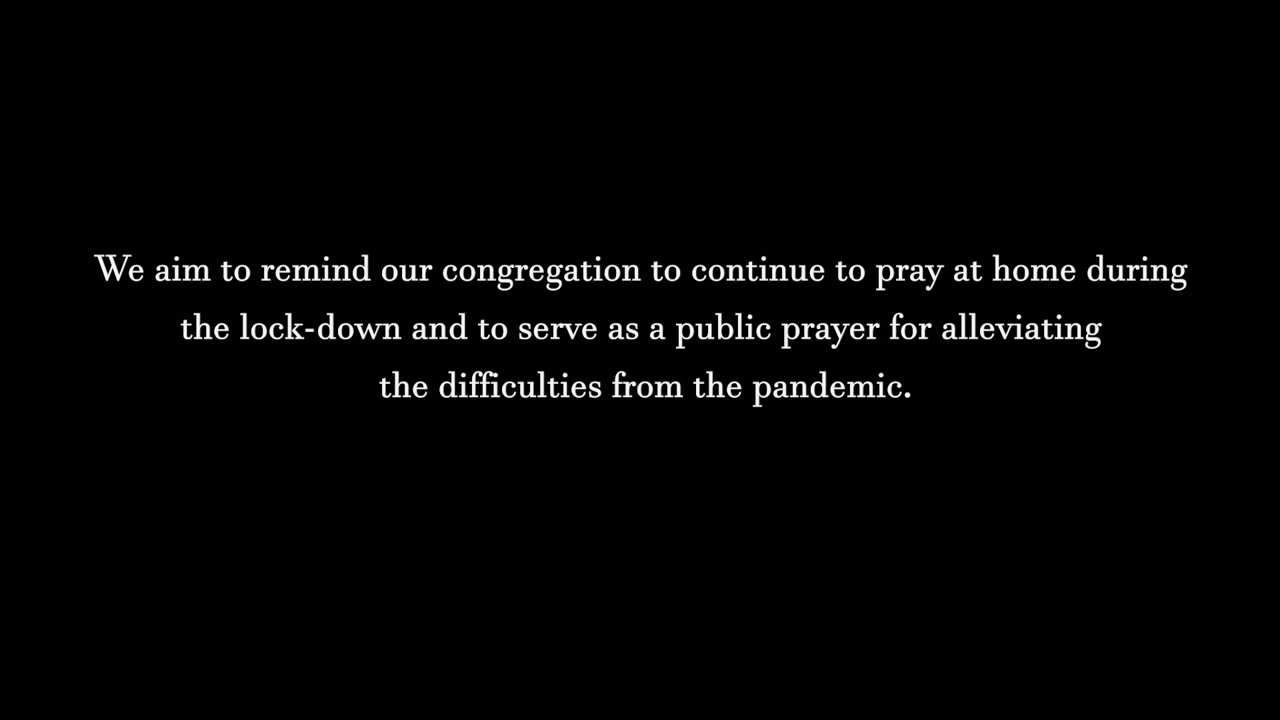 We aim to remind our congregation to continue to pray at home during
the lock-down and to serve as a public prayer for alleviating
the difficulties from the pandemic.